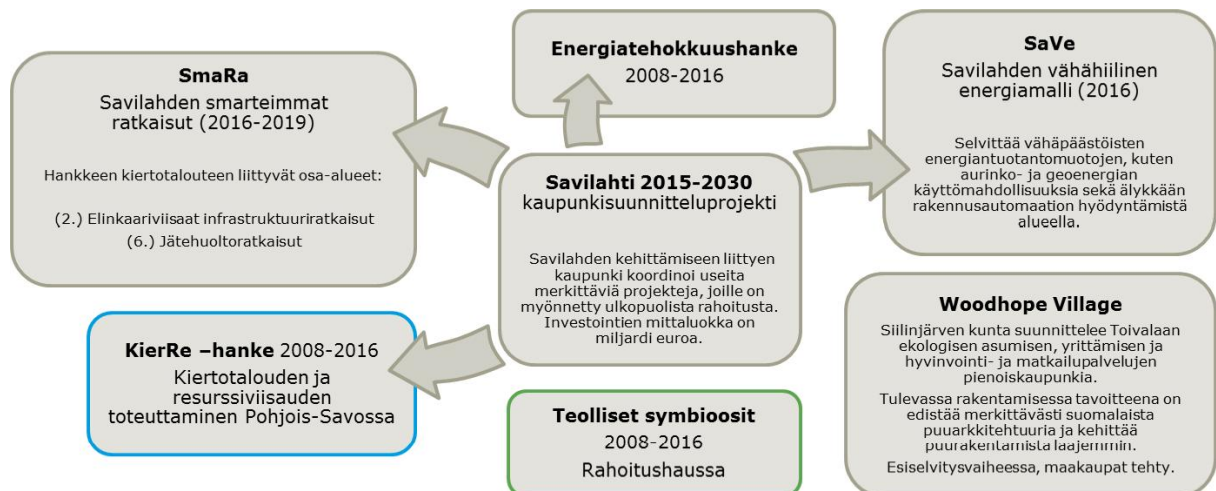 SmaRa
Savilahden smarteimmat
ratkaisut (2016-2019)
Hankkeen kiertotalouteen liittyvät osa-alueet:
(2.) Elinkaariviisaat infrastruktuuriratkaisut
(6.) Jätehuoltoratkaisut
Energiatehokkuushanke
2008-2016
SaVe
Savilahden vähähiilinen
energiamalli (2016)
Selvittää vähäpäästöisten
energiantuotantomuotojen, kuten
aurinko- ja geoenergian
käyttömahdollisuuksia sekä älykkään
rakennusautomaation hyödyntämistä
alueella.
Savilahti 2015-2030
kaupunkisuunnitteluprojekti
Savilahden kehittämiseen liittyen
kaupunki koordinoi useita
merkittäviä projekteja, joille on
myönnetty ulkopuolista rahoitusta.
Investointien mittaluokka on
miljardi euroa.
KierRe –hanke 2008-2016
Kiertotalouden ja
resurssiviisauden
toteuttaminen Pohjois-Savossa
Teolliset symbioosit
2008-2016
Rahoitushaussa
Woodhope Village
Siilinjärven kunta suunnittelee Toivalaan
ekologisen asumisen, yrittämisen ja
hyvinvointi- ja matkailupalvelujen
pienoiskaupunkia.
Tulevassa rakentamisessa tavoitteena on
edistää merkittävästi suomalaista
puuarkkitehtuuria ja kehittää
puurakentamista laajemmin.
Esiselvitysvaiheessa, maakaupat tehty.